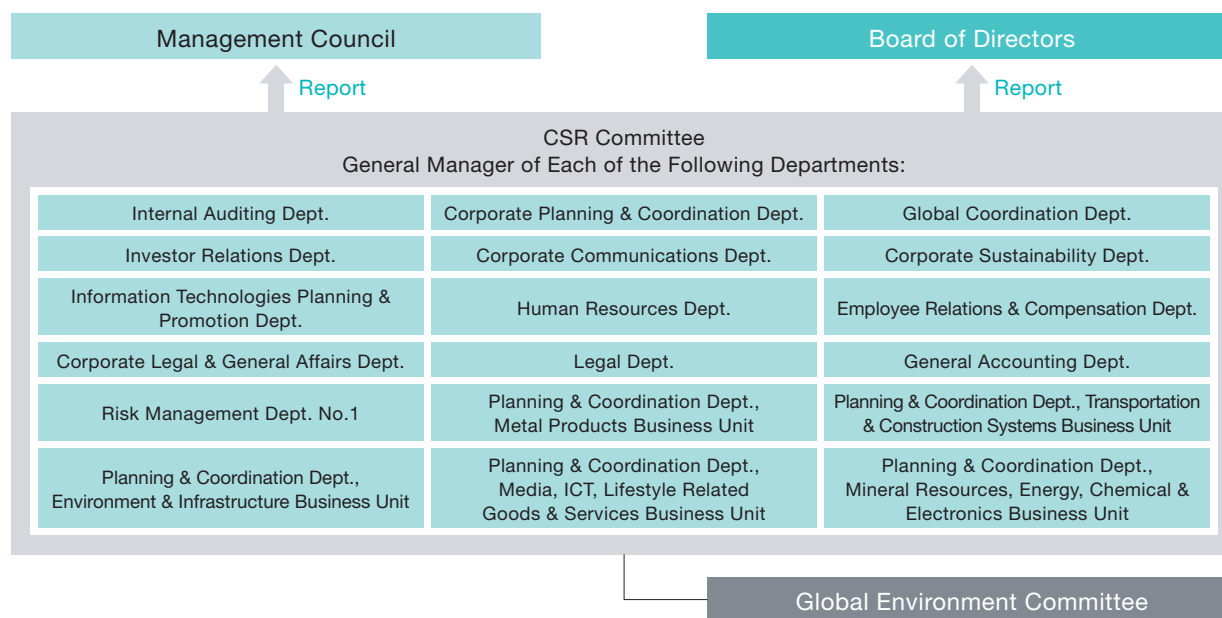 Management Council
Board of Directors
Report
Report
CSR Committee
General Manager of Each of the Following Departments:
Internal Auditing Dept.
Corporate Planning & Coordination Dept.
Global Coordination Dept.
Investor Relations Dept.
Corporate Communications Dept.
Corporate Sustainability Dept.
Information Technologies Planning &
Promotion Dept.
Human Resources Dept.
Employee Relations & Compensation Dept.
Corporate Legal & General Affairs Dept.
Legal Dept.
General Accounting Dept.
Risk Management Dept. No.1
Planning & Coordination Dept.,
Metal Products Business Unit
Planning & Coordination Dept., Transportation
& Construction Systems Business Unit
Planning & Coordination Dept.,
Environment & Infrastructure Business Unit
Planning & Coordination Dept.,
Media, ICT, Lifestyle Related
Goods & Services Business Unit
Planning & Coordination Dept.,
Mineral Resources, Energy, Chemical &
Electronics Business Unit
Global Environment Committee